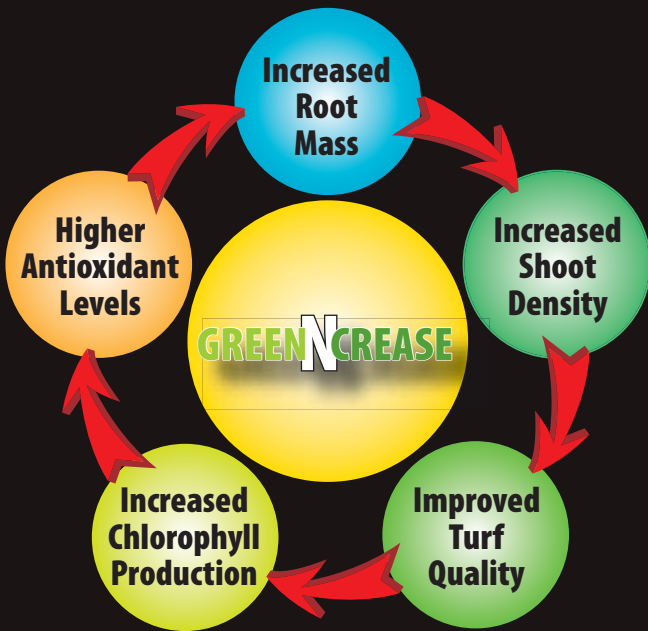 Increased
Root
Mass
Increased
Shoot
Density
Improved
Turf
Quality
Increased
Chlorophyll
Production
Higher
Antioxidant
Levels
GREENNCREASE